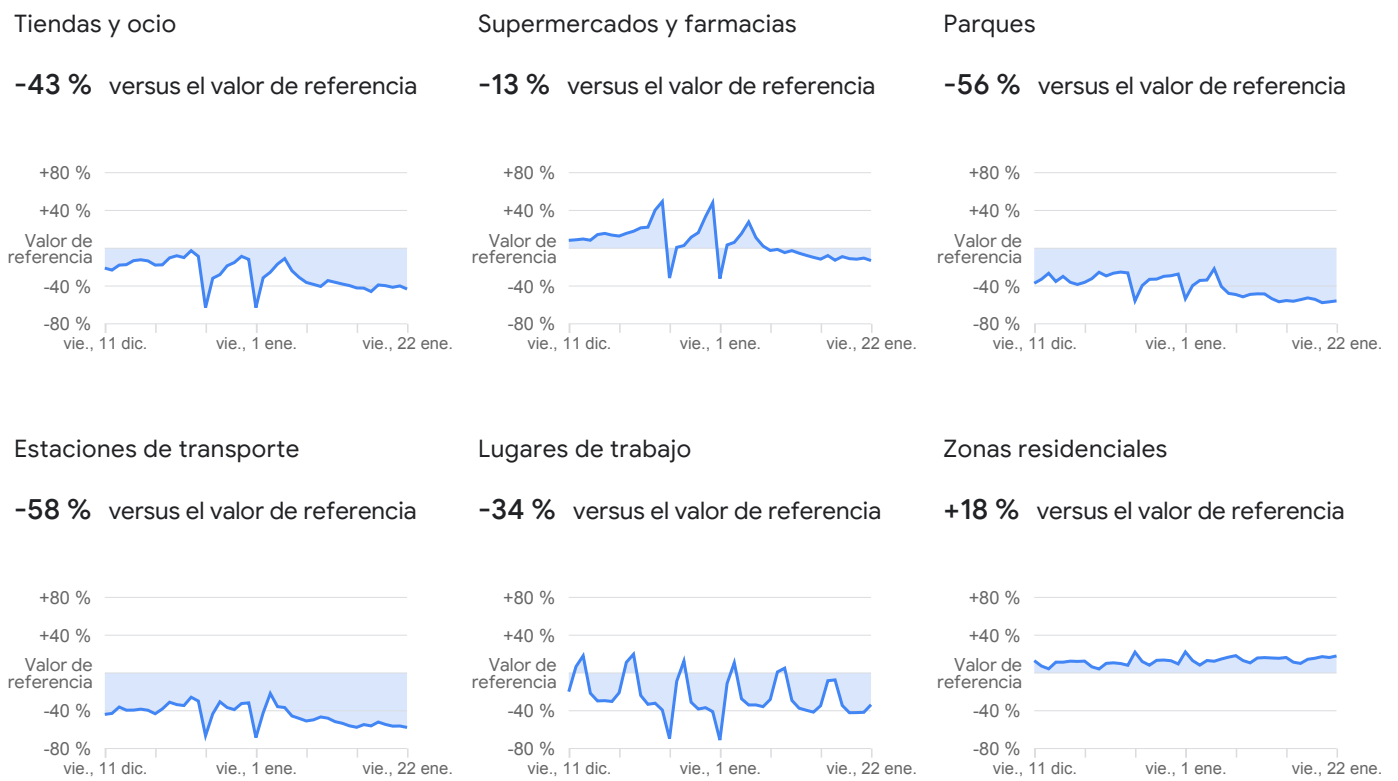 Tiendas y ocio
-43 % versus el valor de referencia
+80 %
+40 %
Valor de
referencia
-40 %
-80 %
vie., 11 dic.
vie., 1 ene.
vie., 22 ene.
Supermercados y farmacias
-13 % versus el valor de referencia
+80 %
+40 %
Valor de
referencia
-40 %
-80 %
vie., 11 dic.
vie., 1 ene.
vie., 22 ene.
Parques
-56 % versus el valor de referencia
+80 %
+40 %
Valor de
referencia
-40 %
-80 %
vie., 11 dic.
vie., 1 ene.
vie., 22 ene.
Estaciones de transporte
-58 % versus el valor de referencia
+80 %
+40 %
Valor de
referencia
-40 %
-80 %
vie., 11 dic.
vie., 1 ene.
vie., 22 ene.
Lugares de trabajo
-34 % versus el valor de referencia
+80 %
+40 %
Valor de
referencia
-40 %
-80 %
vie., 11 dic.
vie., 1 ene.
vie., 22 ene.
Zonas residenciales
+18 % versus el valor de referencia
+80 %
+40 %
Valor de
referencia
-40 %
-80 %
vie., 11 dic.
vie., 1 ene.
vie., 22 ene.